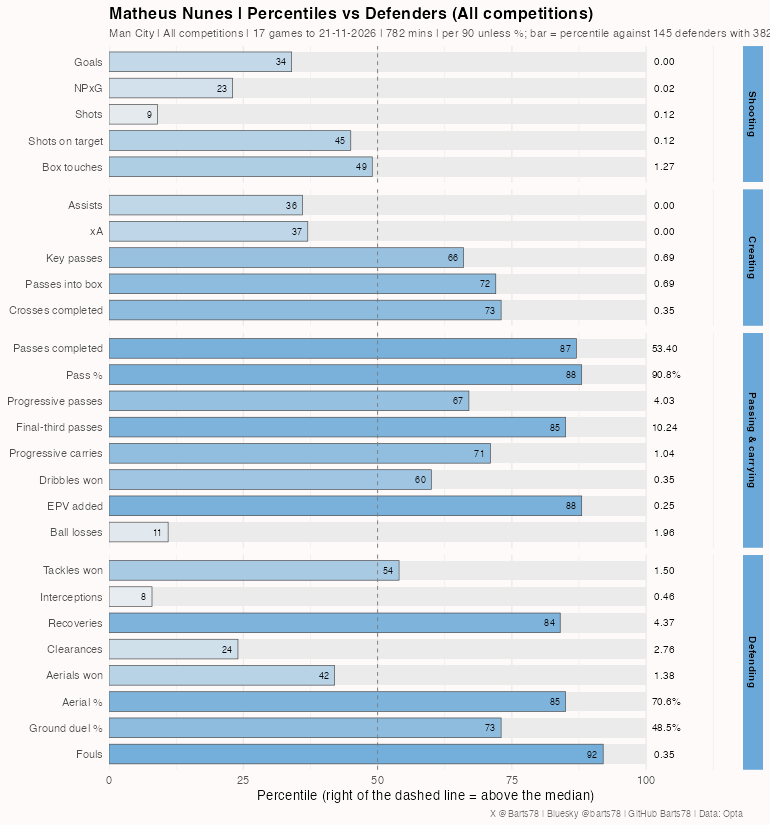 Matheus Nunes | Percentiles vs Defenders (All competitions)
Man City | All competitions | 17 games to 21-11-2026 | 782 mins | per 90 unless %; bar = percentile against 145 defenders with 382
Goals 34 0.00
NPxG 23 0.02
Shots 9 0.12
Shots on target 45 0.12
Box touches 49 1.27
Shooting
Assists 36 0.00
xA 37 0.00
Key passes 66 0.69
Passes into box 72 0.69
Crosses completed 73 0.35
Creating
Passes completed 87 53.40
Pass % 88 90.8%
Progressive passes 67 4.03
Final-third passes 85 10.24
Progressive carries 71 1.04
Dribbles won 60 0.35
EPV added 88 0.25
Ball losses 11 1.96
Passing & carrying
Tackles won 54 1.50
Interceptions 8 0.46
Recoveries 84 4.37
Clearances 24 2.76
Aerials won 42 1.38
Aerial % 85 70.6%
Ground duel % 73 48.5%
Fouls 92 0.35
Defending
0 25 50 75 100
Percentile (right of the dashed line = above the median)
X @Barts78 | Bluesky @barts78 | GitHub Barts78 | Data: Opta